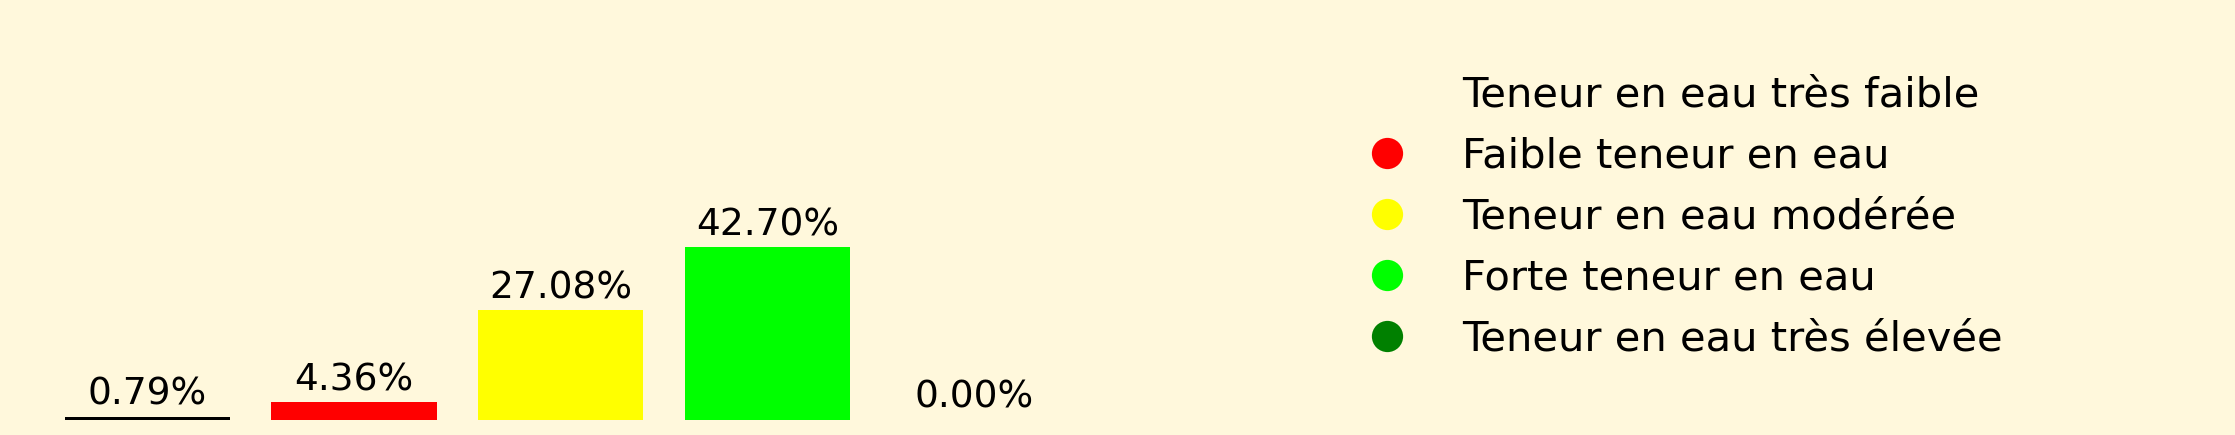 0.79%
4.36%
27.08%
42.70%
0.00%
Teneur en eau très faible
Faible teneur en eau
Teneur en eau modérée
Forte teneur en eau
Teneur en eau très élevée